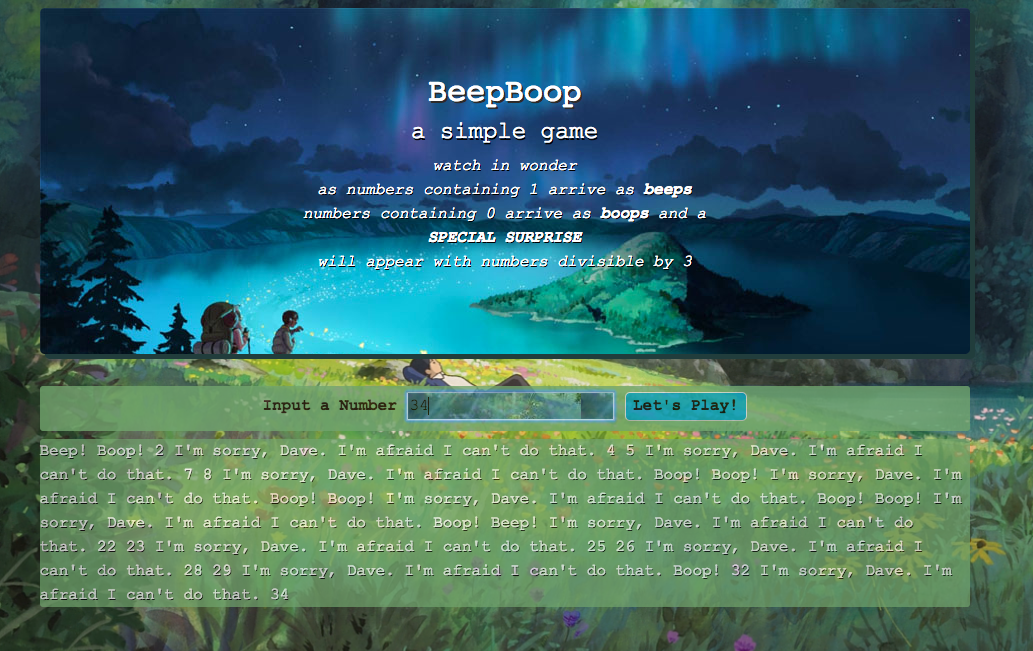 BeepBoop
a simple game
watch in wonder
as numbers containing 1 arrive as beeps
numbers containing 0 arrive as boops and a
SPECIAL SURPRISE
will appear with numbers divisible by 3
Input a Number 34 Let's Play!
Beep! Boop! 2 I'm sorry, Dave. I'm afraid I can't do that. 4 5 I'm sorry, Dave. I'm afraid I
can't do that. 7 8 I'm sorry, Dave. I'm afraid I can't do that. Boop! Boop! I'm sorry, Dave. I'm
afraid I can't do that. Boop! Boop! I'm sorry, Dave. I'm afraid I can't do that. Boop! Boop! I'm
sorry, Dave. I'm afraid I can't do that. Boop! Beep! I'm sorry, Dave. I'm afraid I can't do
that. 22 23 I'm sorry, Dave. I'm afraid I can't do that. 25 26 I'm sorry, Dave. I'm afraid I
can't do that. 28 29 I'm sorry, Dave. I'm afraid I can't do that. Boop! 32 I'm sorry, Dave. I'm
afraid I can't do that. 34